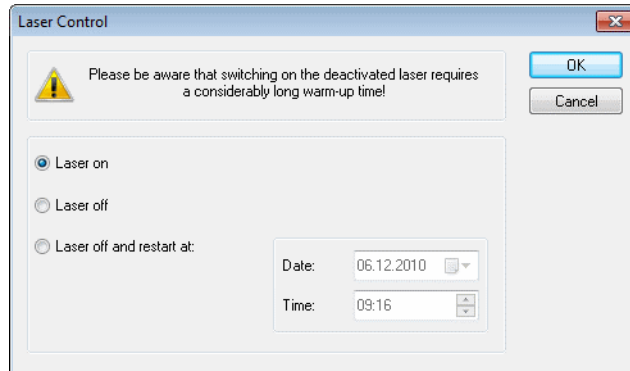 Laser Control
Please be aware that switching on the deactivated laser requires
a considerably long warm-up time!
OK
Cancel
Laser on
Laser off
Laser off and restart at:
Date:
06.12.2010
Time:
09:16